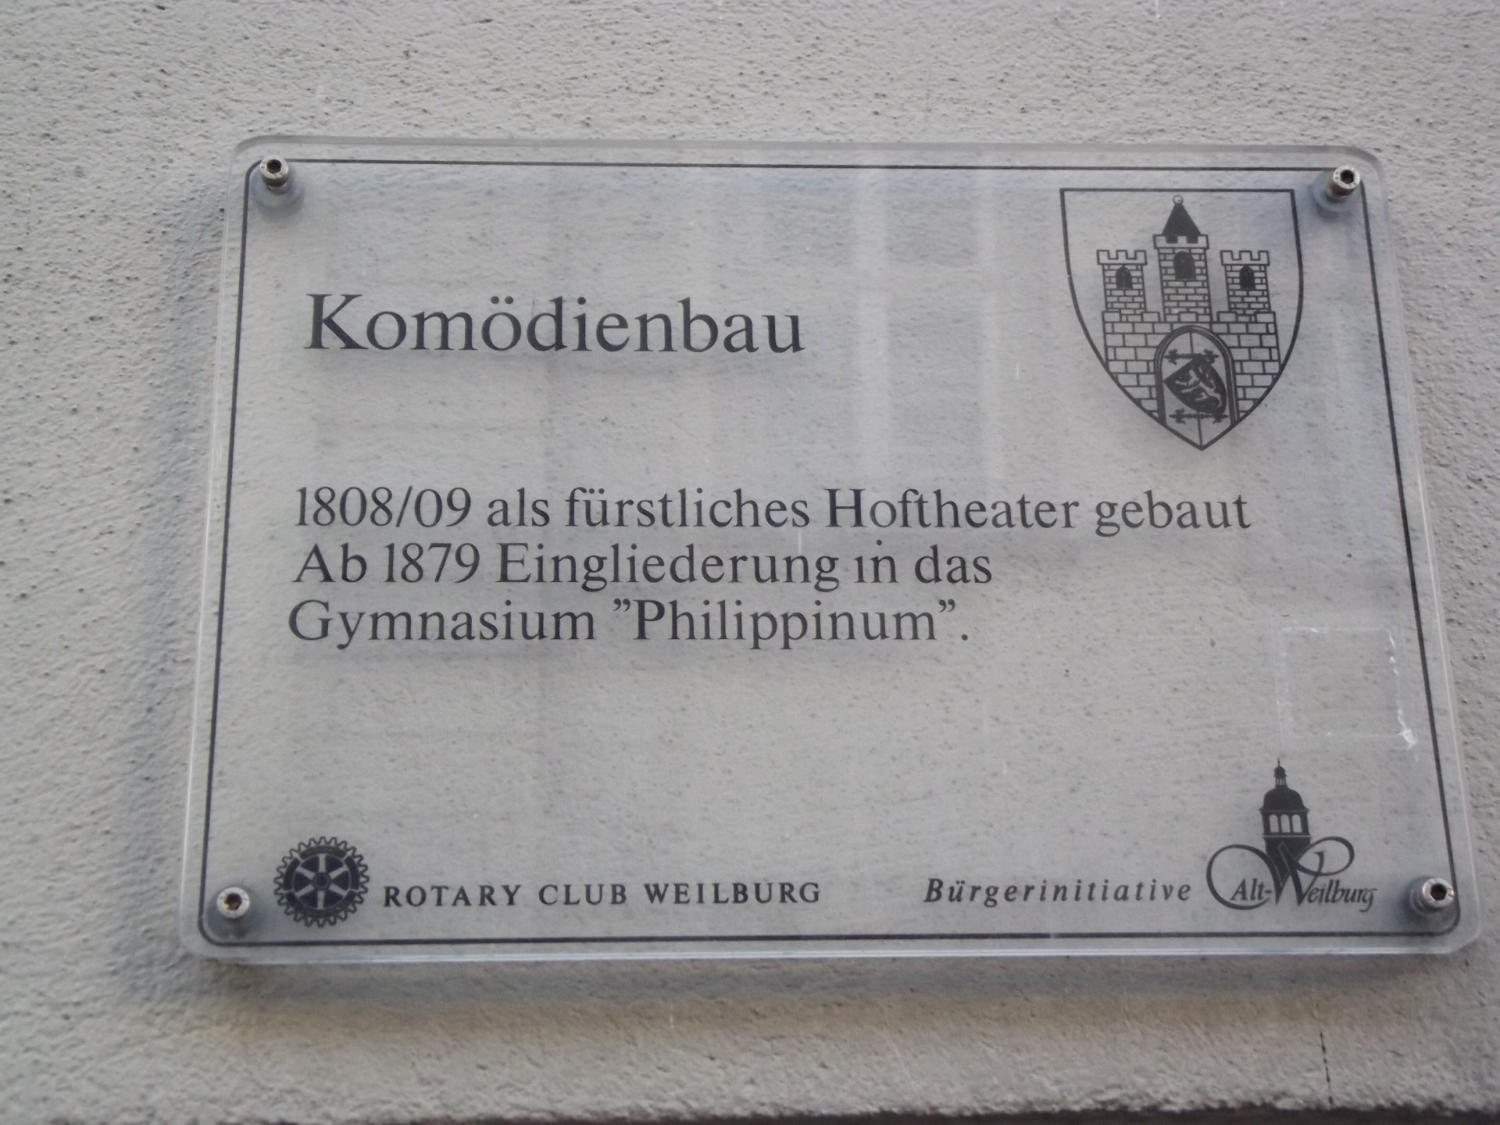 Komödienbau
1808/09 als fürstliches Hoftheater gebaut
Ab 1879 Eingliederung in das
Gymnasium ”Philippinum”.
ROTARY CLUB WEILBURG
Bürgerinitiative Alt-Weilburg